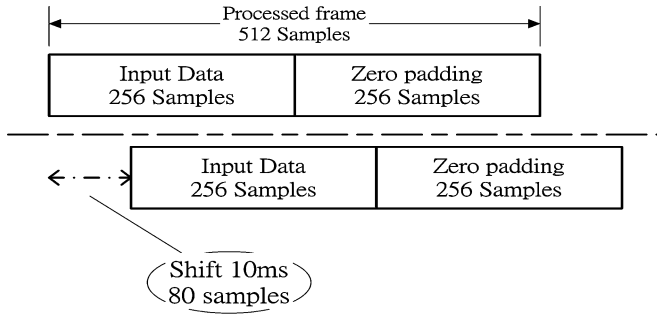 Processed frame
512 Samples
Input Data
256 Samples
Zero padding
256 Samples
Input Data
256 Samples
Zero padding
256 Samples
Shift 10ms
80 samples